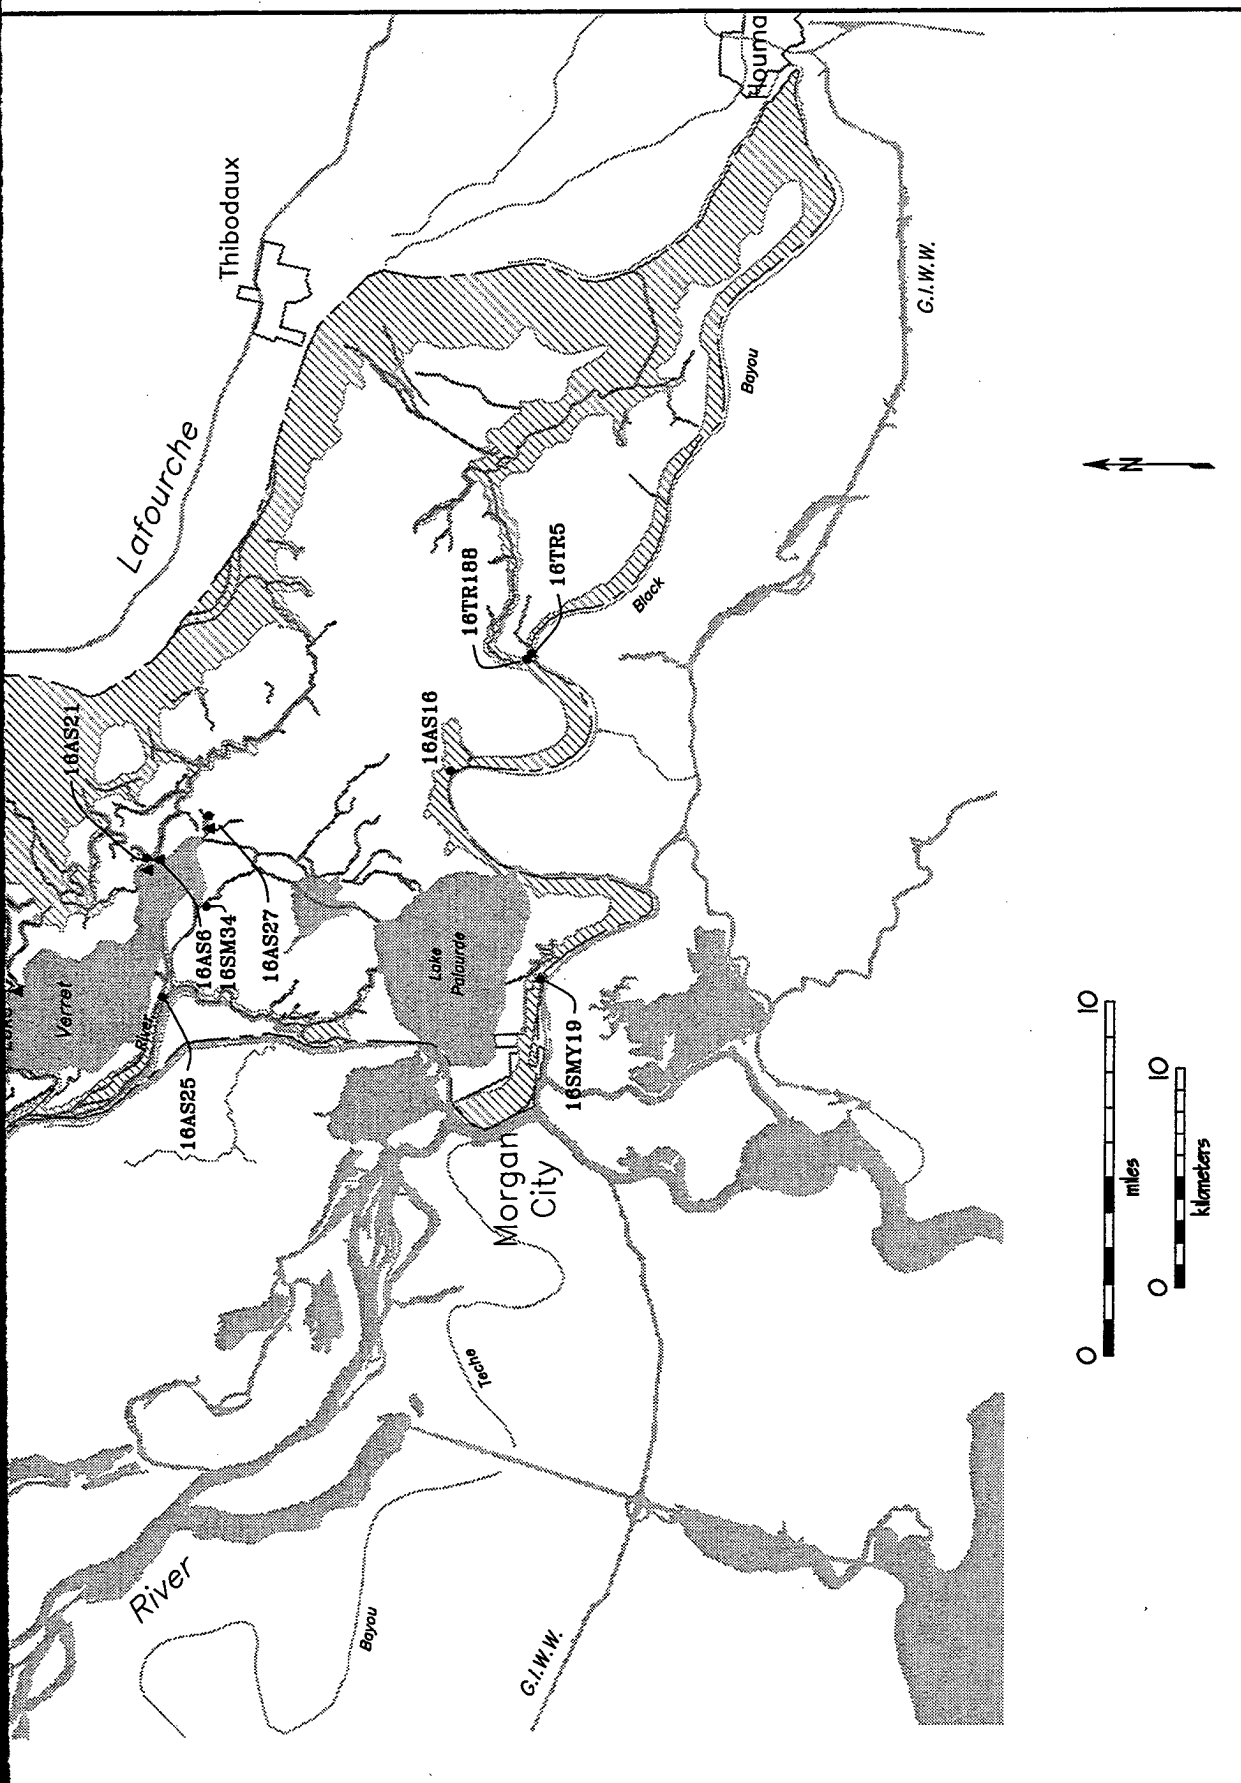 Houma
Thibodaux
Lafourche
G.I.W.W.
Bayou
Black
N
16TR5
16TR188
16AS16
16AS21
16AS6
16SM34
16AS27
Lake
Palourde
Verret
River
16AS25
16SMY19
Morgan
City
Teche
River
Bayou
G.I.W.W.
0
10
miles
0
10
kilometers